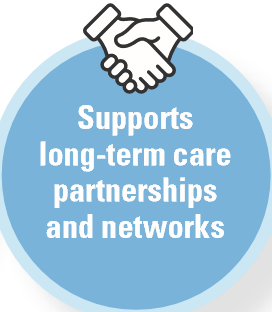 Supports
long-term care
partnerships
and networks